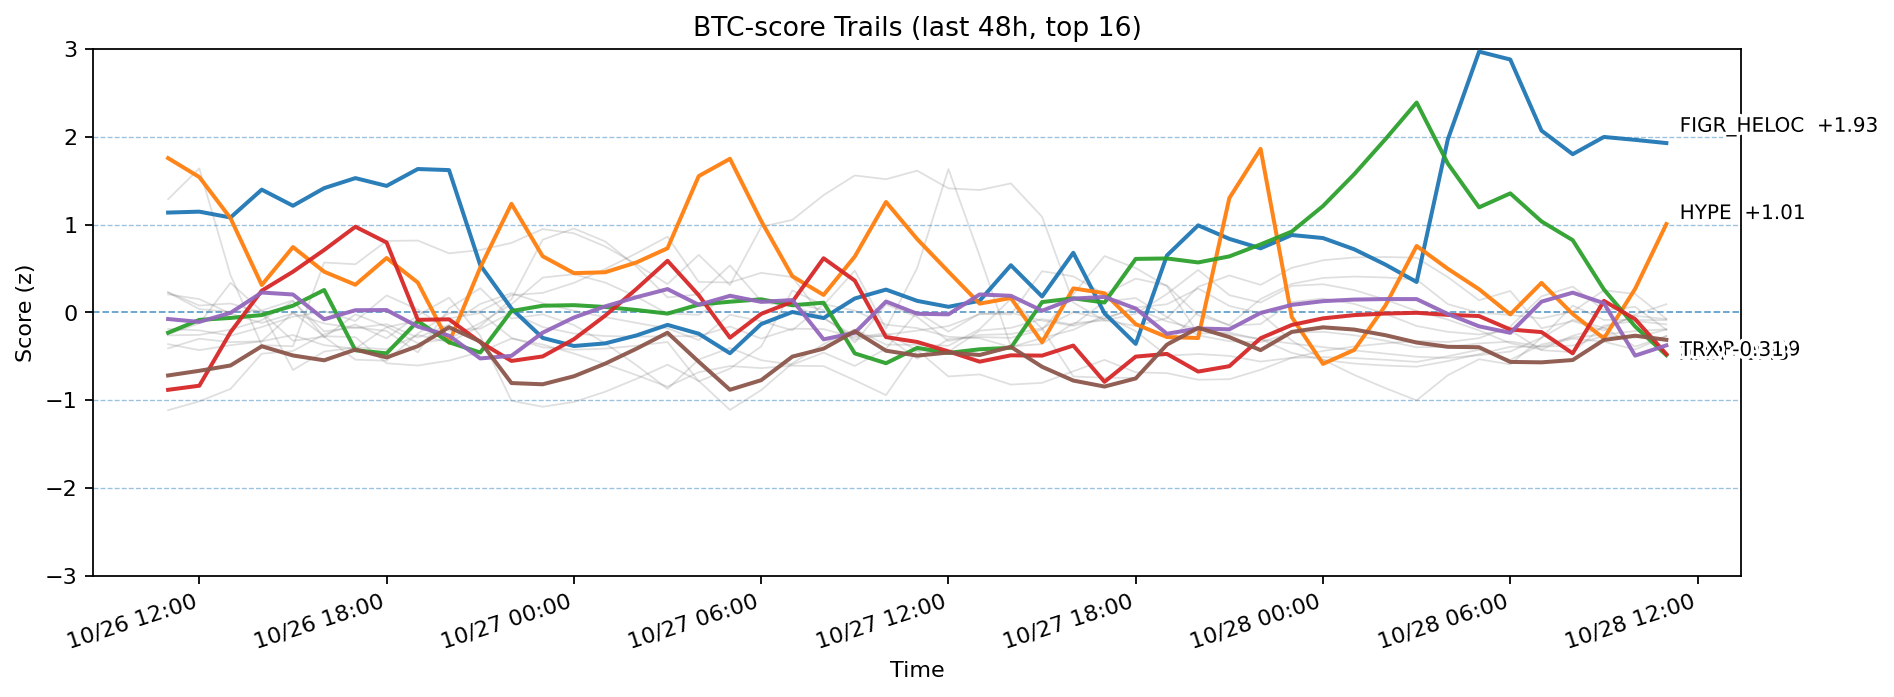 BTC-score Trails (last 48h, top 16)
Score (z)
3
2
1
0
−1
−2
−3
FIGR_HELOC +1.93
HYPE +1.01
TRX
10/26 12:00
10/26 18:00
10/27 00:00
10/27 06:00
10/27 12:00
10/27 18:00
10/28 00:00
10/28 06:00
10/28 12:00
Time